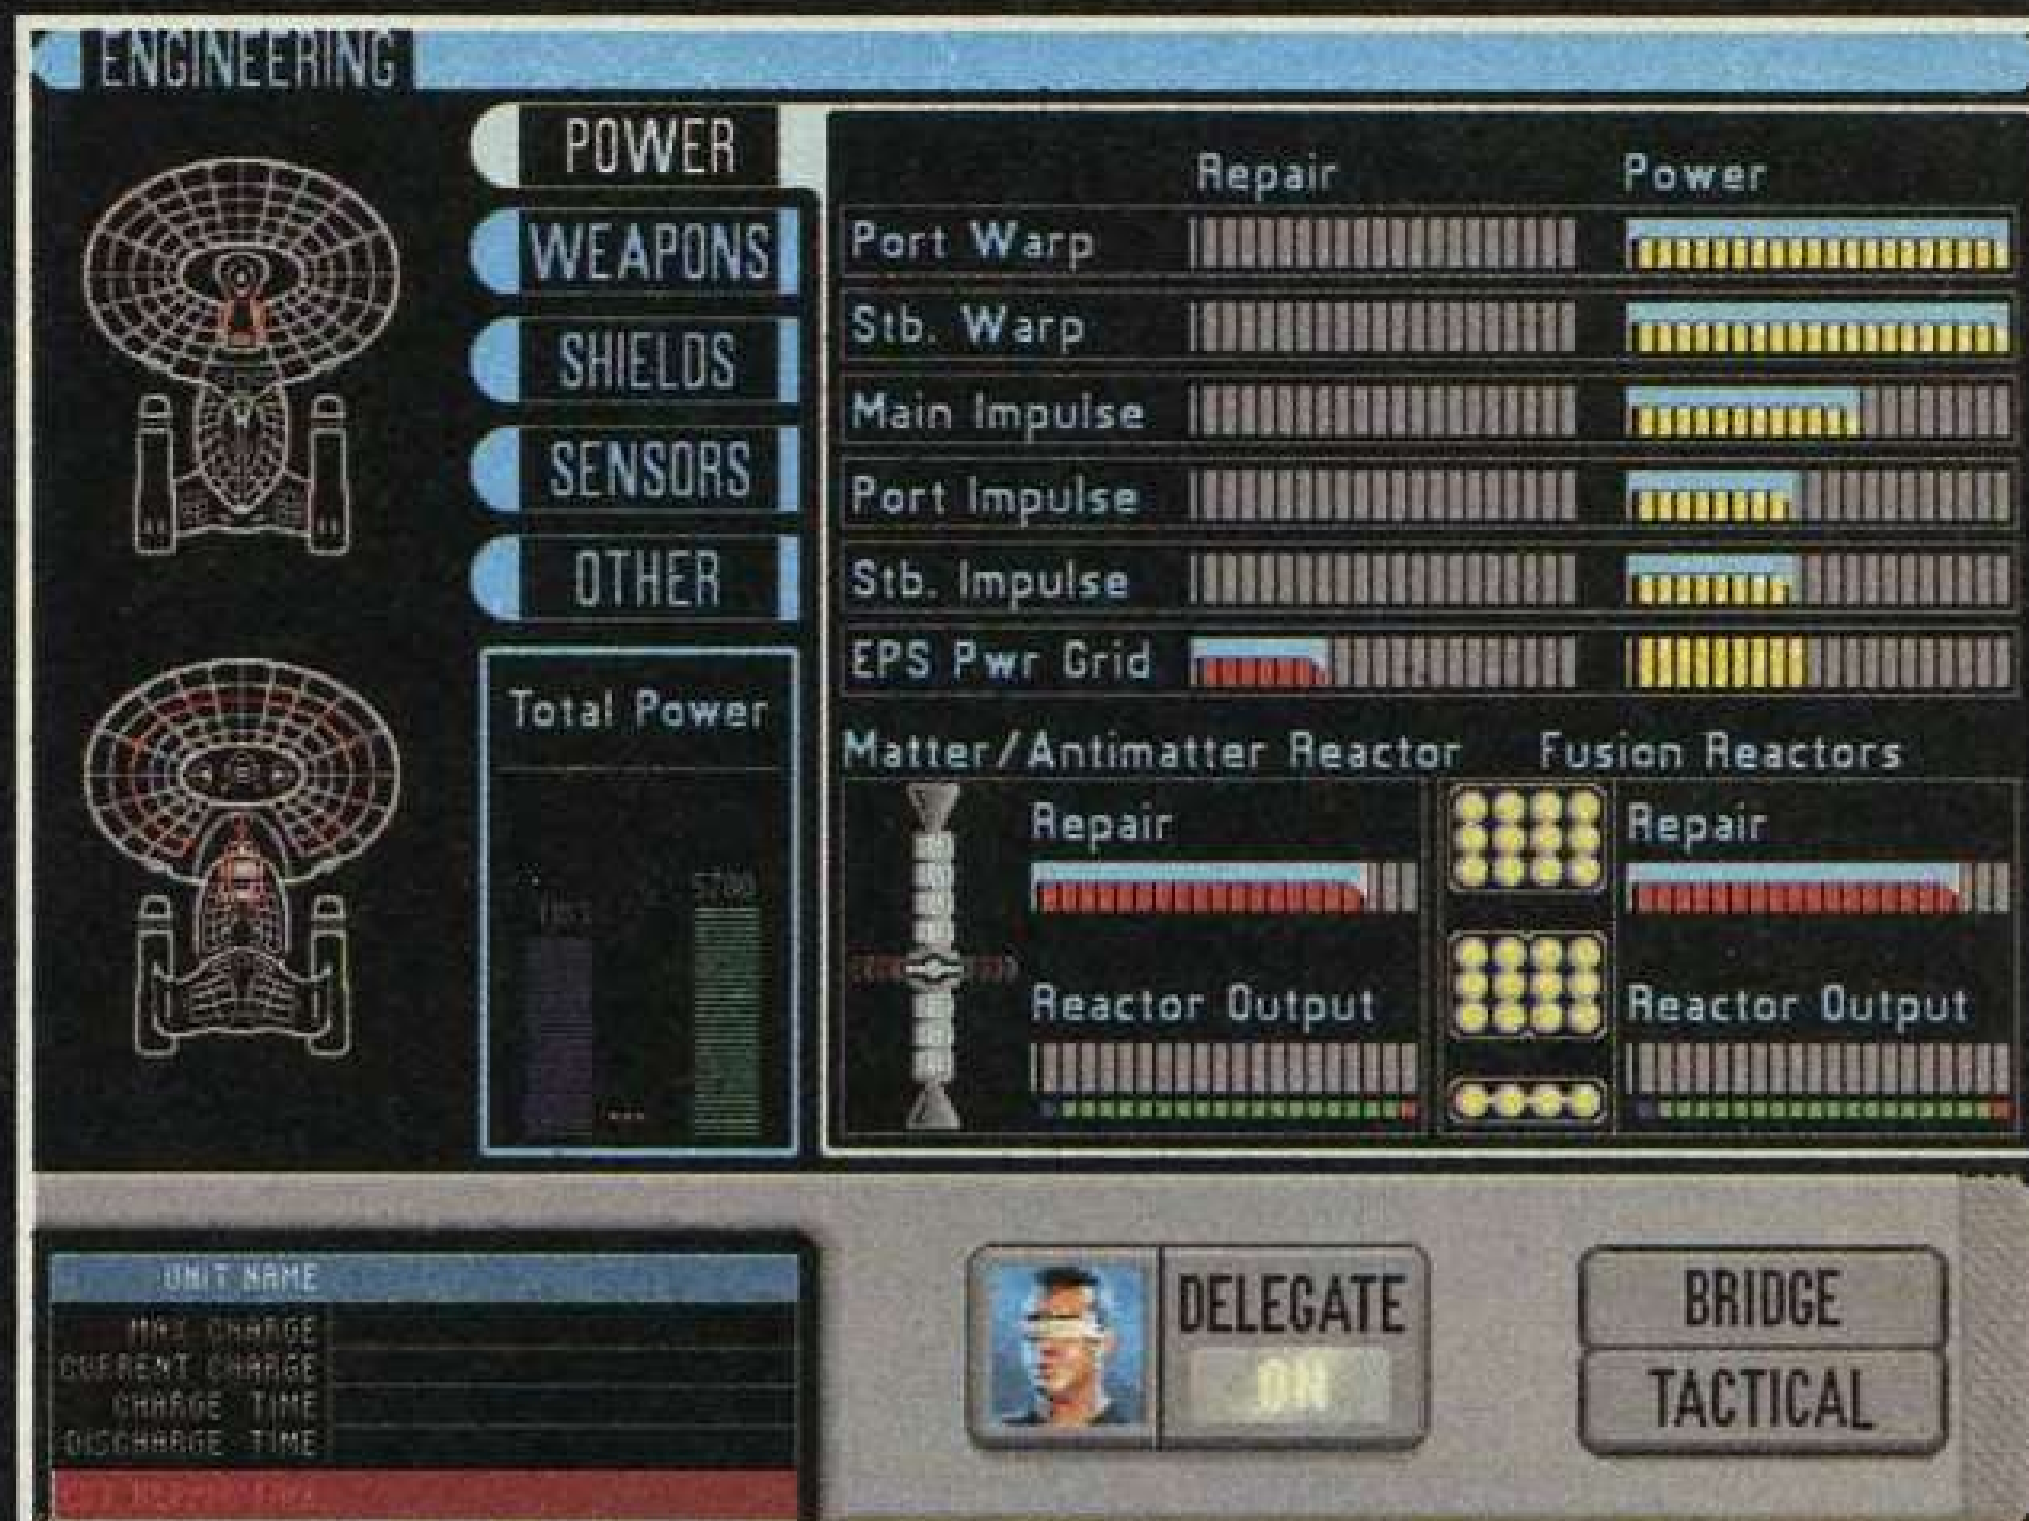 ENGINEERING
POWER
WEAPONS
SHIELDS
SENSORS
OTHER
Total Power
Repair Power
Port Warp
Stb. Warp
Main Impulse
Port Impulse
Stb. Impulse
EPS Pwr Grid
Matter/Antimatter Reactor Fusion Reactors
Repair Repair
Reactor Output Reactor Output
UNIT NAME
MAX CHARGE
CURRENT CHARGE
CHARGE TIME
DISCHARGE TIME
DELEGATE
ON
BRIDGE
TACTICAL